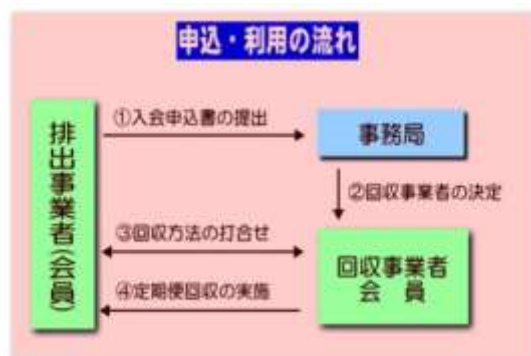 申込・利用の流れ
①入会申込書の提出
排出事業者(会員)
事務局
②回収事業者の決定
③回収方法の打合せ
回収事業者
会 員
④定期便回収の実施